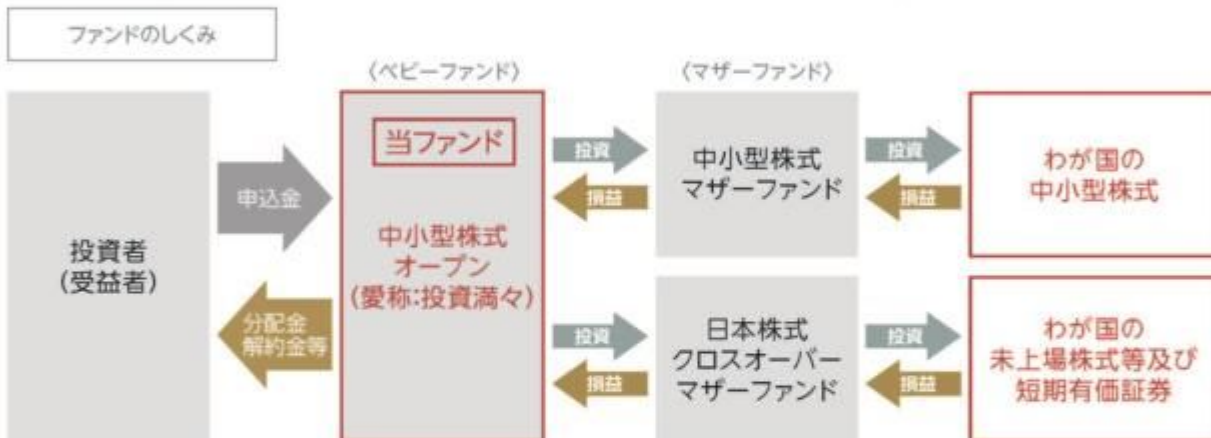 ファンドのしくみ
〈ベビーファンド〉
〈マザーファンド〉
投資者
(受益者)
申込金
分配金
解約金等
当ファンド
中小型株式
オープン
(愛称:投資満々)
投資
損益
投資
損益
中小型株式
マザーファンド
日本株式
クロスオーバー
マザーファンド
投資
損益
投資
損益
わが国の
中小型株式
わが国の
未上場株式等及び
短期有価証券